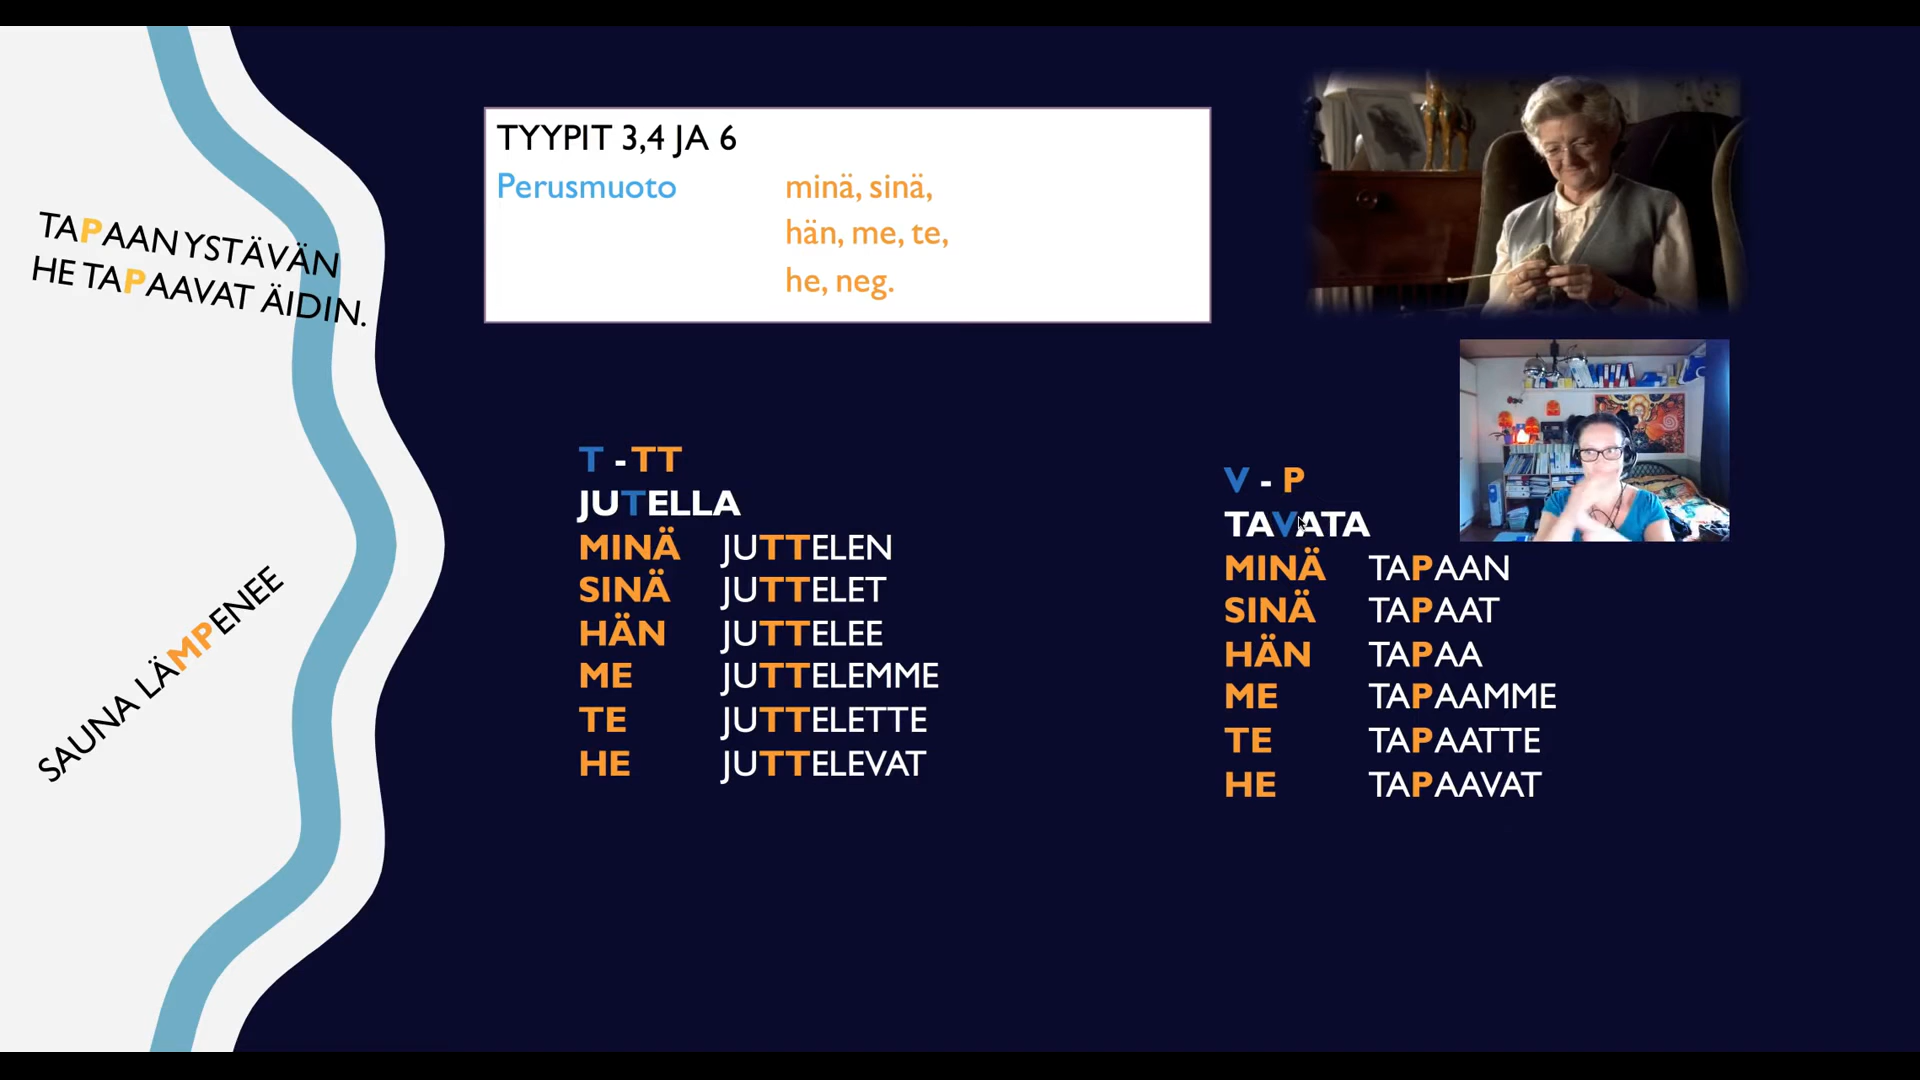 TAPAAN YSTÄVÄN
HE TAPAAVAT ÄIDIN.
SAUNA LÄMPENEE
TYYPIT 3,4 JA 6
Perusmuoto minä, sinä,
hän, me, te,
he, neg.
T - TT
JUTELLA
MINÄ JUTTELEN
SINÄ JUTTELET
HÄN JUTTELEE
ME JUTTELEMME
TE JUTTELETTE
HE JUTTELEVAT
V - P
TAVATA
MINÄ TAPAAN
SINÄ TAPAAT
HÄN TAPAA
ME TAPAAMME
TE TAPAATTE
HE TAPAAVAT